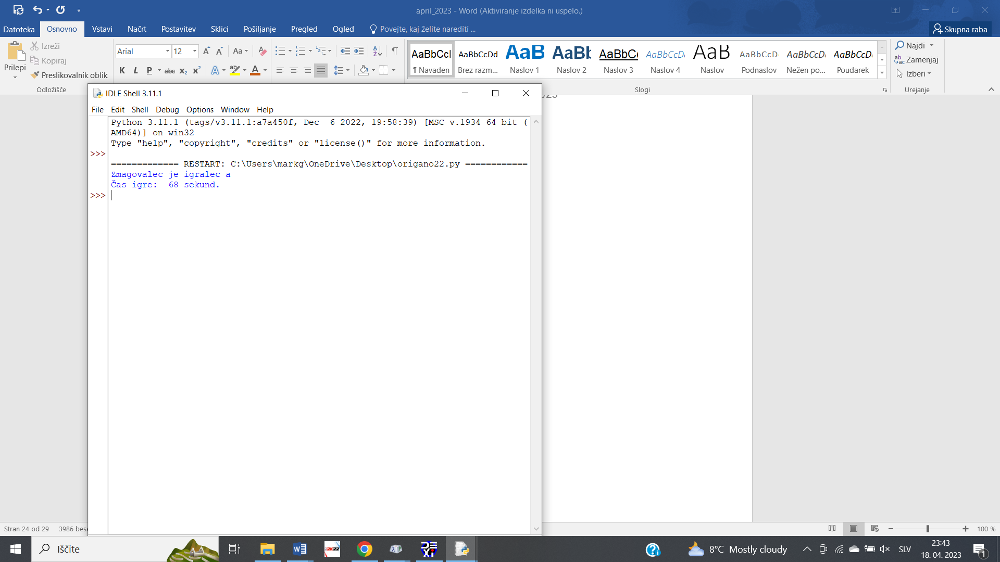 april_2023 - Word (Aktiviranje izdelka ni uspelo.)
Datoteka Osnovno Vstavi Načrt Postavitev Sklici Pošiljanje Pregled Ogled Povejte, kaj želite narediti ... Skupna raba
Prilepi
Izreži
Kopiraj
Preslikovalnik oblik
Odložišče
Arial 12
AaBbCcI AaBbCcDd AaB AaBb AaBbC AaBbCcD AaB AaBbCcD AaBbCcD AaBbCcD
¶ Navaden Brez razm... Naslov 1 Naslov 2 Naslov 3 Naslov 4 Naslov Podnaslov Nežen po... Poudarek
Slogi
Najdi
Zamenjaj
Izberi
Urejanje
IDLE Shell 3.11.1
File Edit Shell Debug Options Window Help
Python 3.11.1 (tags/v3.11.1:a7a450f, Dec  6 2022, 19:58:39) [MSC v.1934 64 bit (
AMD64)] on win32
Type "help", "copyright", "credits" or "license()" for more information.
>>>
============= RESTART: C:\Users\markg\OneDrive\Desktop\origano22.py ============
Zmagovalec je igralec a
Čas igre:  68 sekund.
>>>
Stran 24 od 29 3986 bese
100 %
Iščite
2K22
8°C Mostly cloudy
SLV
23:43
18. 04. 2023
1